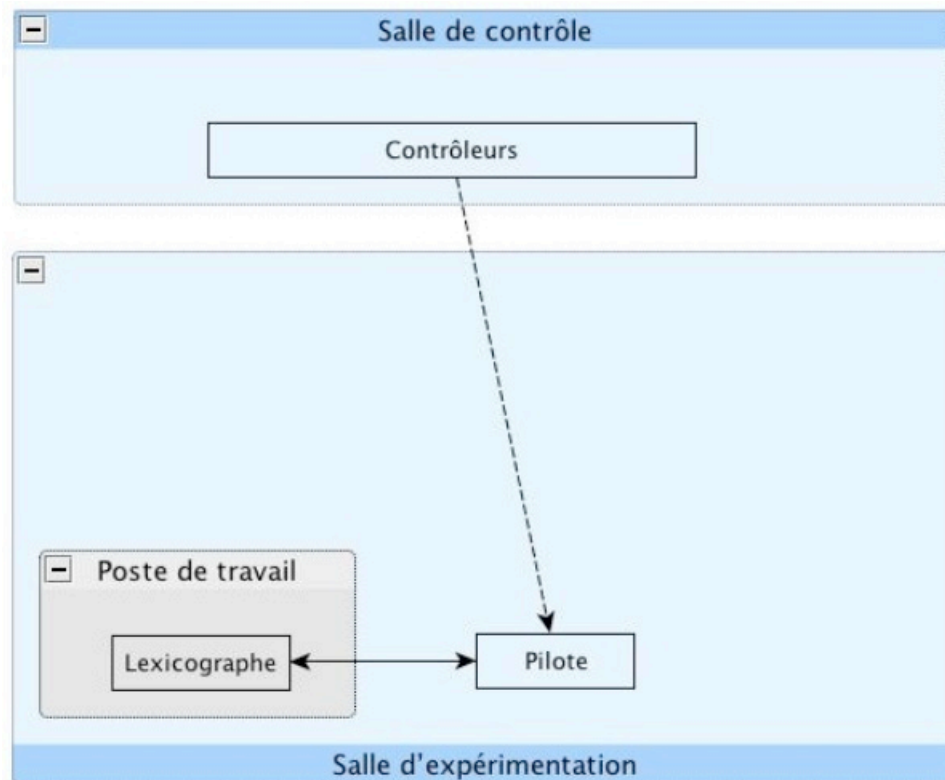 Salle de contrôle
Contrôleurs
Poste de travail
Lexicographe
Pilote
Salle d'expérimentation